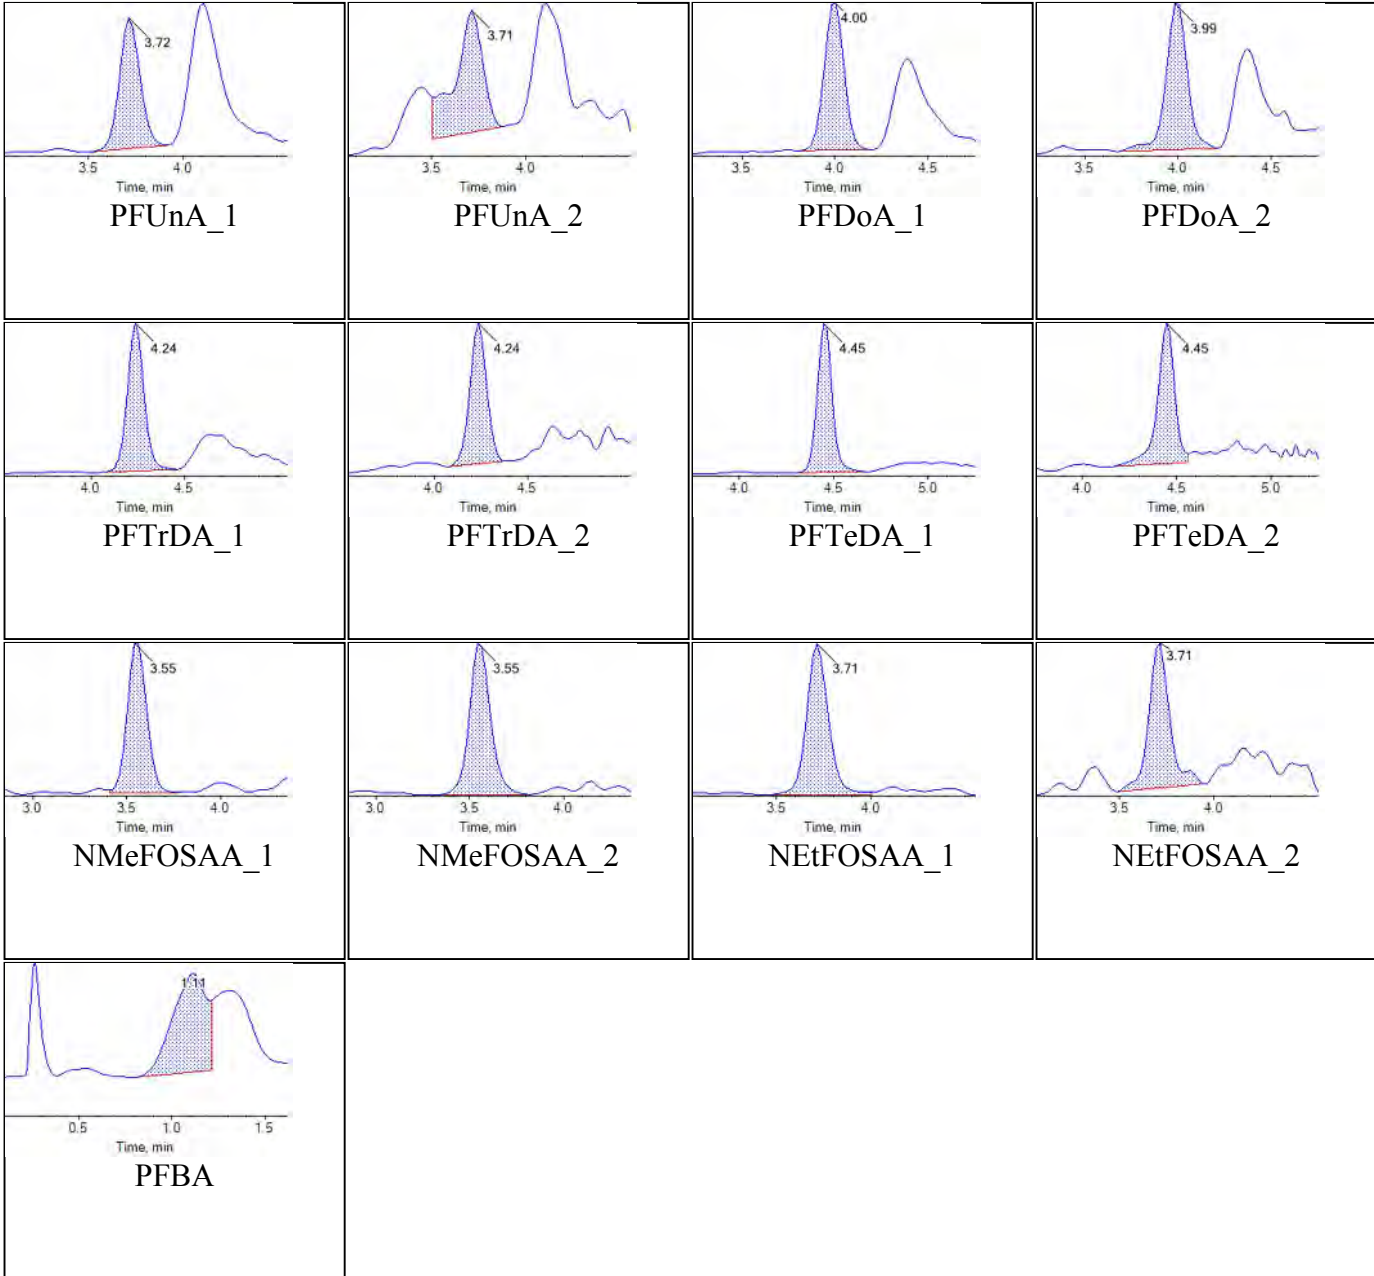 3.72
3.5 4.0
Time, min
PFUnA_1
3.71
3.5 4.0
Time, min
PFUnA_2
4.00
3.5 4.0 4.5
Time, min
PFDoA_1
3.99
3.5 4.0 4.5
Time, min
PFDoA_2
4.24
4.0 4.5
Time, min
PFTrDA_1
4.24
4.0 4.5
Time, min
PFTrDA_2
4.45
4.0 4.5 5.0
Time, min
PFTeDA_1
4.45
4.0 4.5 5.0
Time, min
PFTeDA_2
3.55
3.0 3.5 4.0
Time, min
NMeFOSAA_1
3.55
3.0 3.5 4.0
Time, min
NMeFOSAA_2
3.71
3.5 4.0
Time, min
NEtFOSAA_1
3.71
3.5 4.0
Time, min
NEtFOSAA_2
1.11
0.5 1.0 1.5
Time, min
PFBA